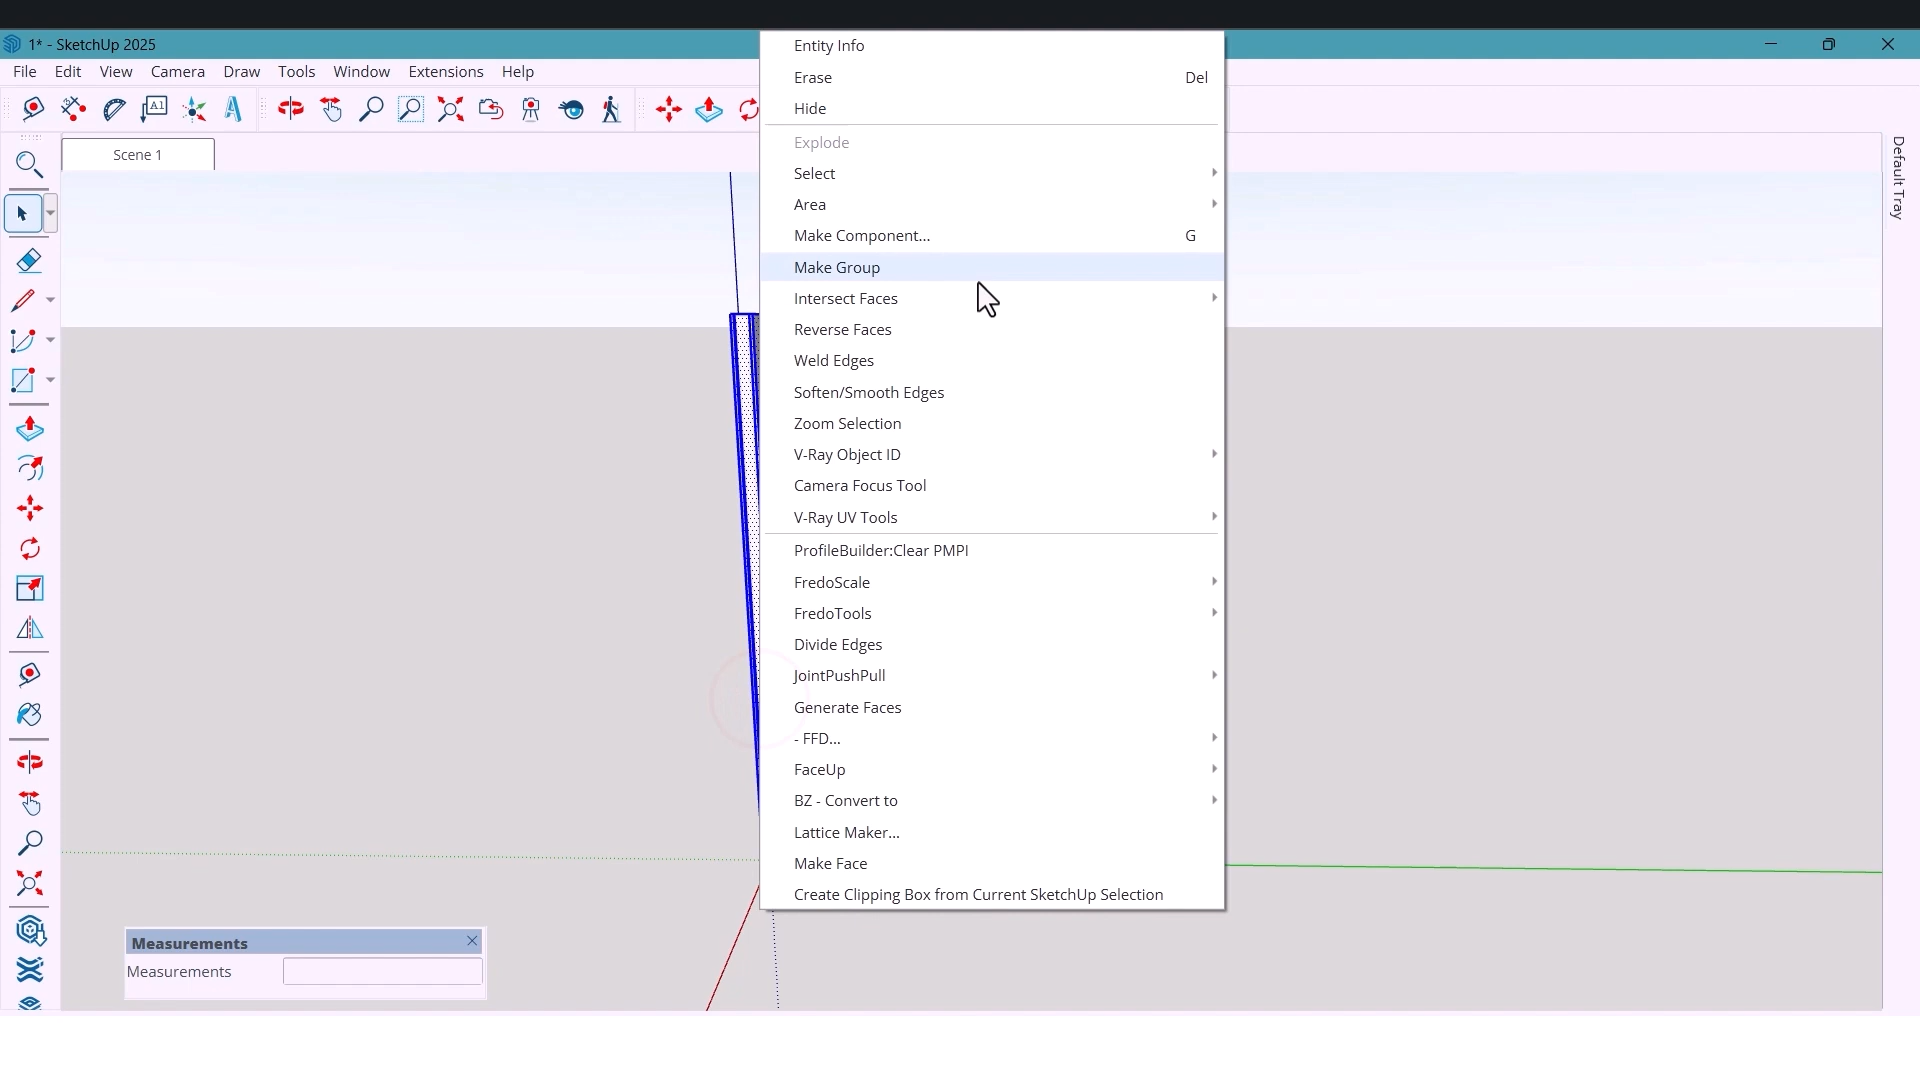 1* - SketchUp 2025
File Edit View Camera Draw Tools Window Extensions Help
A1
Scene 1
Default Tray
Entity Info
Erase Del
Hide
Explode
Select
Area
Make Component... G
Make Group
Intersect Faces
Reverse Faces
Weld Edges
Soften/Smooth Edges
Zoom Selection
V-Ray Object ID
Camera Focus Tool
V-Ray UV Tools
ProfileBuilder:Clear PMPI
FredoScale
FredoTools
Divide Edges
JointPushPull
Generate Faces
- FFD...
FaceUp
BZ - Convert to
Lattice Maker...
Make Face
Create Clipping Box from Current SketchUp Selection
Measurements
Measurements